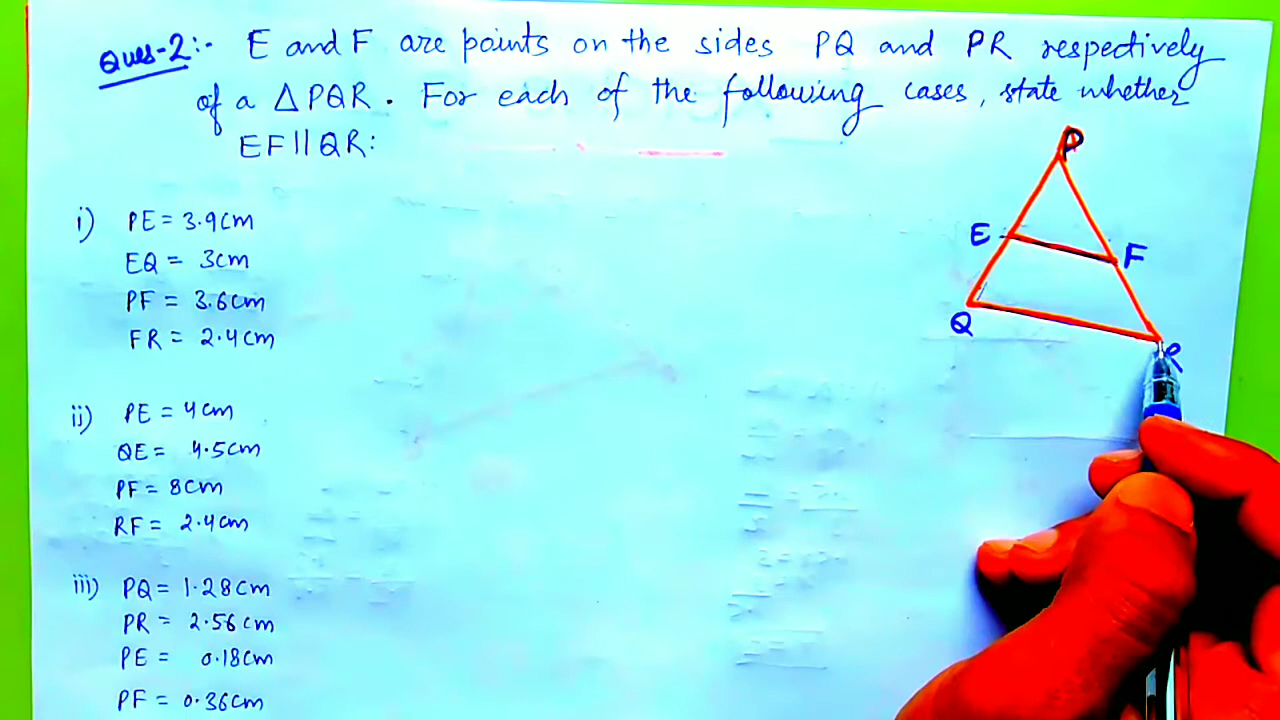 Ques-2:- E and F are points on the sides PQ and PR respectively
of a △PQR. For each of the following cases, state whether
EF||QR:
P
E
F
Q
R
i) PE = 3.9cm
EQ = 3cm
PF = 3.6cm
FR = 2.4cm
ii) PE = 4cm
QE = 4.5cm
PF = 8cm
RF = 2.4cm
iii) PQ = 1.28cm
PR = 2.56cm
PE = 0.18cm
PF = 0.36cm